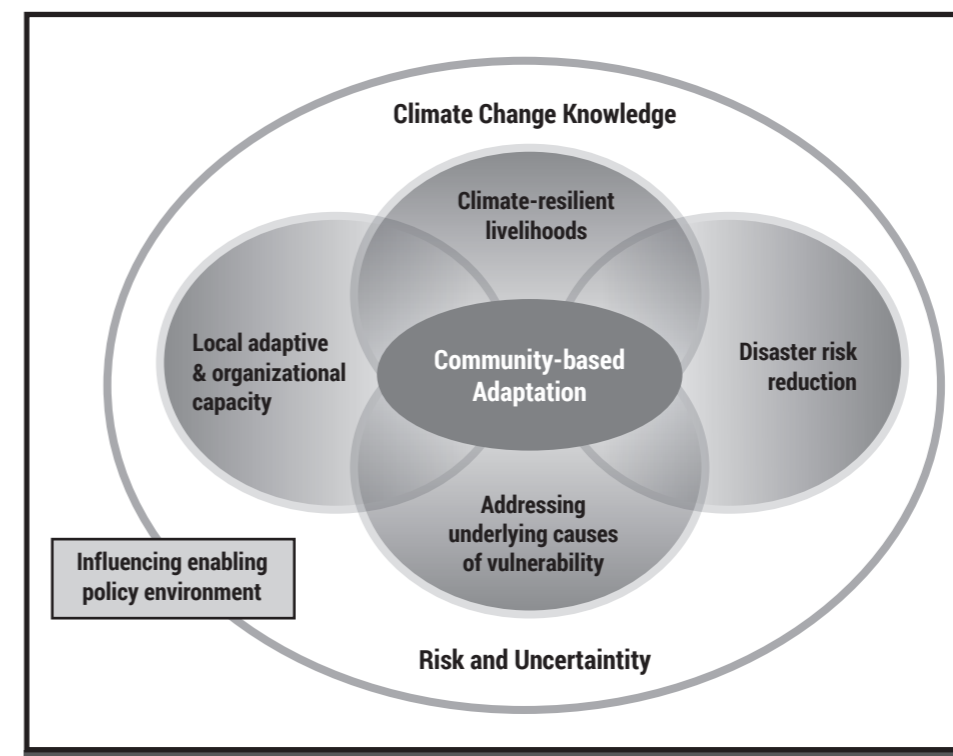 Climate Change Knowledge
Climate-resilient
livelihoods
Local adaptive
& organizational
capacity
Community-based
Adaptation
Disaster risk
reduction
Addressing
underlying causes
of vulnerability
Influencing enabling
policy environment
Risk and Uncertaintity